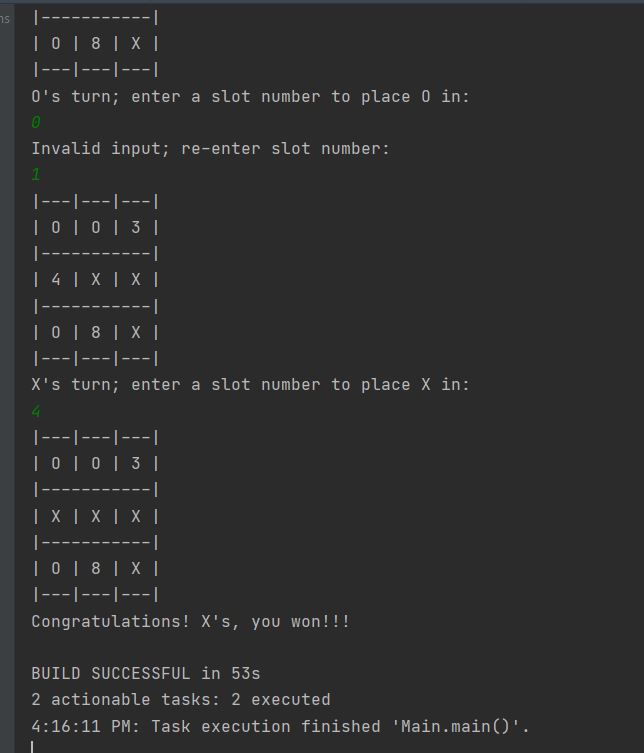 ns
|-----------|
| O | 8 | X |
|---|---|---|
O's turn; enter a slot number to place O in:
0
Invalid input; re-enter slot number:
1
|---|---|---|
| O | O | 3 |
|-----------|
| 4 | X | X |
|-----------|
| O | 8 | X |
|---|---|---|
X's turn; enter a slot number to place X in:
4
|---|---|---|
| O | O | 3 |
|-----------|
| X | X | X |
|-----------|
| O | 8 | X |
|---|---|---|
Congratulations! X's, you won!!!
BUILD SUCCESSFUL in 53s
2 actionable tasks: 2 executed
4:16:11 PM: Task execution finished 'Main.main()'.